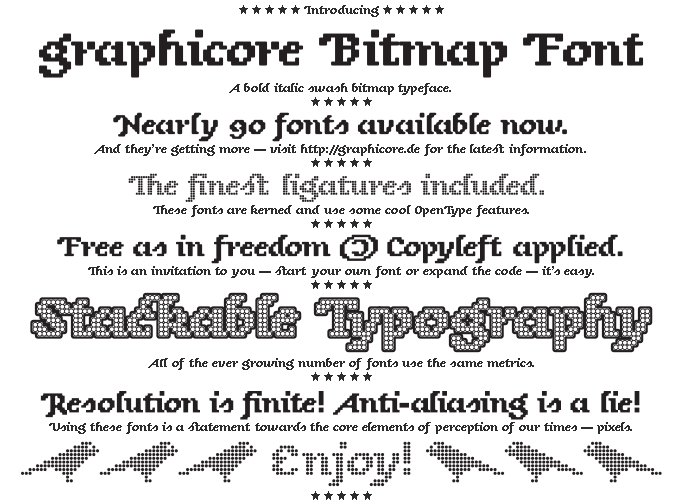 ★★★★★ Introducing ★★★★★
graphicore Bitmap Font
A bold italic swash bitmap typeface.
★★★★★
Nearly 90 fonts available now.
And they're getting more — visit http://graphicore.de for the latest information.
★★★★★
The finest ligatures included.
These fonts are kerned and use some cool OpenType features.
★★★★★
Free as in freedom 🄯 Copyleft applied.
This is an invitation to you — start your own font or expand the code — it's easy.
★★★★★
Stackable Typography
All of the ever growing number of fonts use the same metrics.
★★★★★
Resolution is finite! Anti-aliasing is a lie!
Using these fonts is a statement towards the core elements of perception of our times — pixels.
Enjoy!
★★★★★